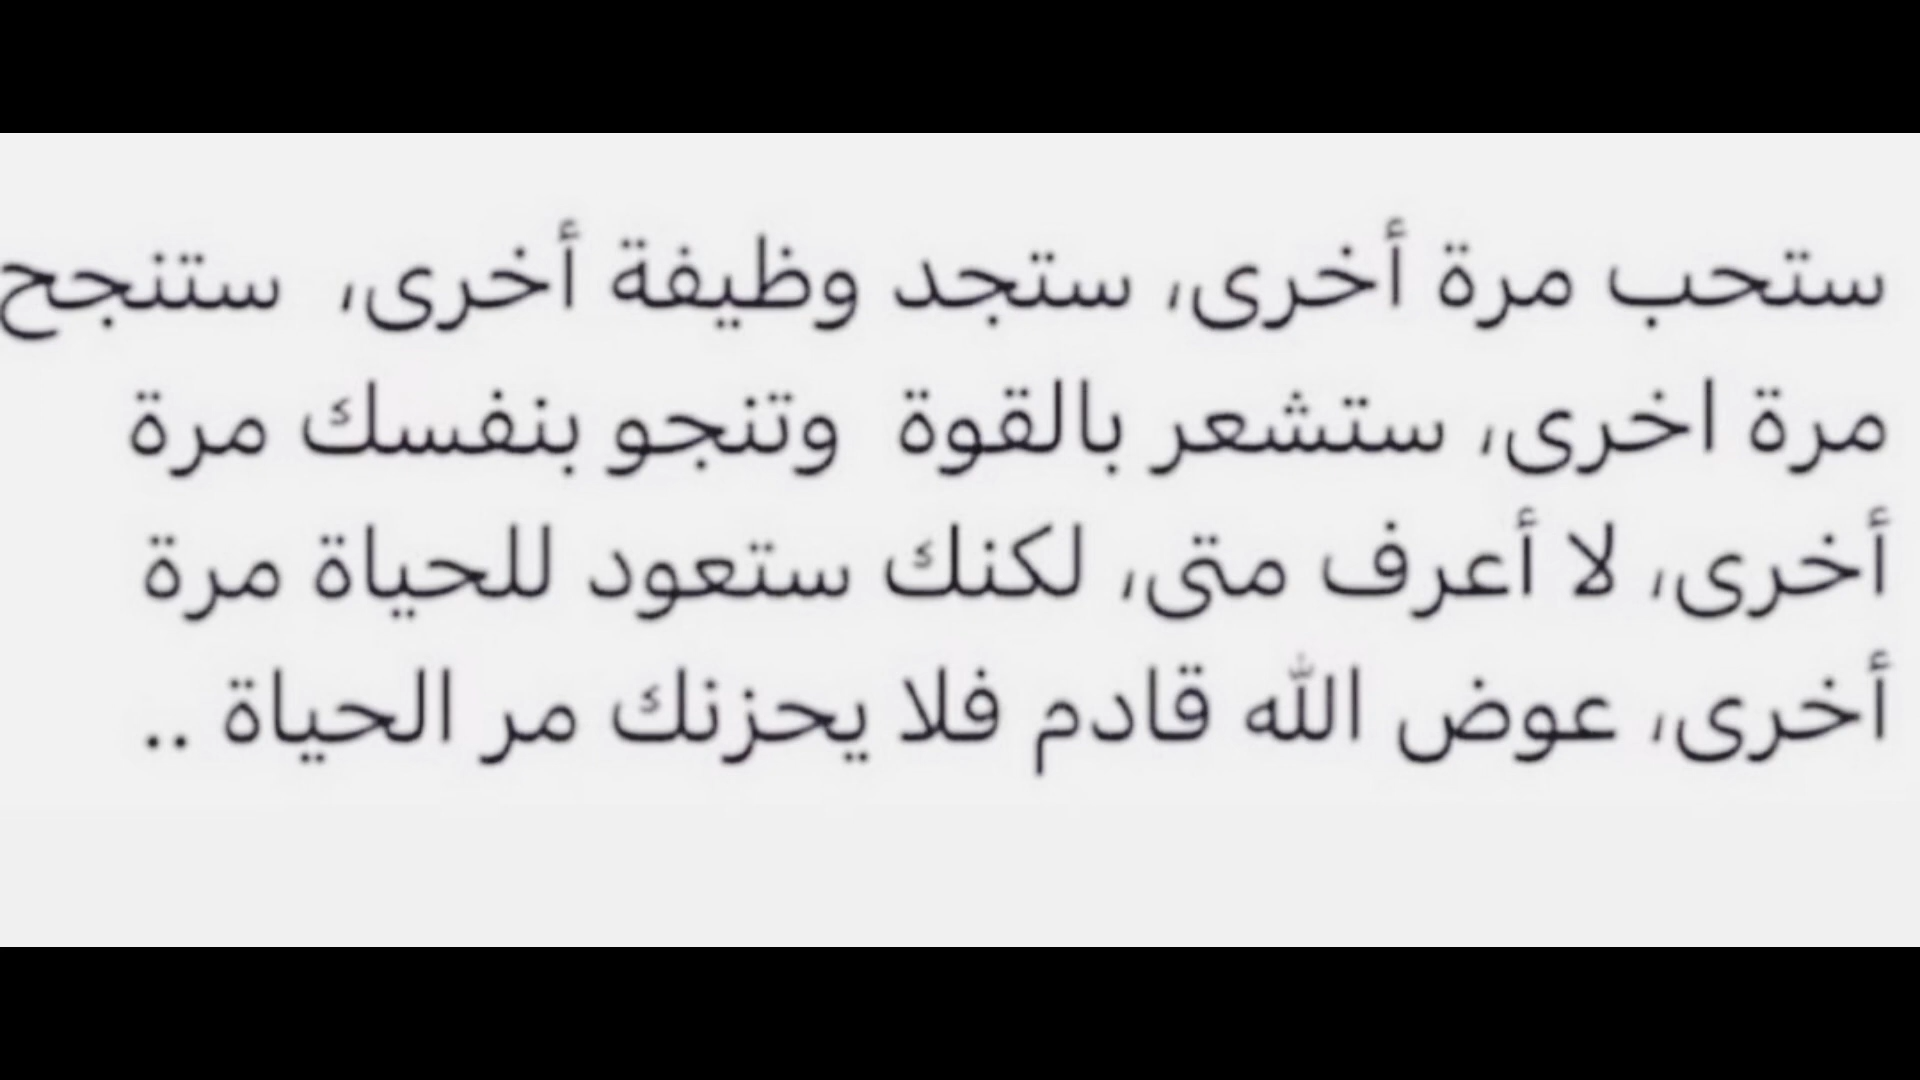 ستحب مرة أخرى، ستجد وظيفة أخرى، ستنجح
مرة اخرى، ستشعر بالقوة وتنجو بنفسك مرة
أخرى، لا أعرف متى، لكنك ستعود للحياة مرة
أخرى، عوض الله قادم فلا يحزنك مر الحياة ..